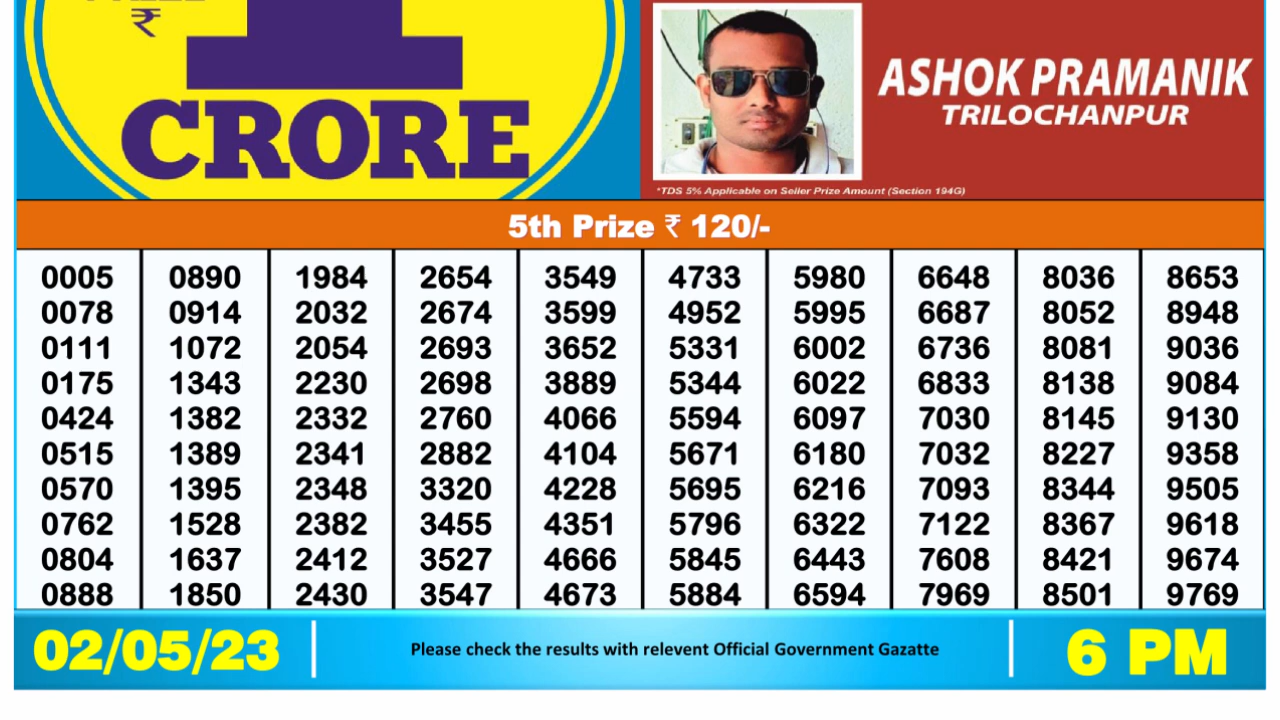 ₹
1
CRORE
ASHOK PRAMANIK
TRILOCHANPUR
*TDS 5% Applicable on Seller Prize Amount (Section 194G)
5th Prize ₹ 120/-
0005 0890 1984 2654 3549 4733 5980 6648 8036 8653
0078 0914 2032 2674 3599 4952 5995 6687 8052 8948
0111 1072 2054 2693 3652 5331 6002 6736 8081 9036
0175 1343 2230 2698 3889 5344 6022 6833 8138 9084
0424 1382 2332 2760 4066 5594 6097 7030 8145 9130
0515 1389 2341 2882 4104 5671 6180 7032 8227 9358
0570 1395 2348 3320 4228 5695 6216 7093 8344 9505
0762 1528 2382 3455 4351 5796 6322 7122 8367 9618
0804 1637 2412 3527 4666 5845 6443 7608 8421 9674
0888 1850 2430 3547 4673 5884 6594 7969 8501 9769
02/05/23
Please check the results with relevent Official Government Gazatte
6 PM